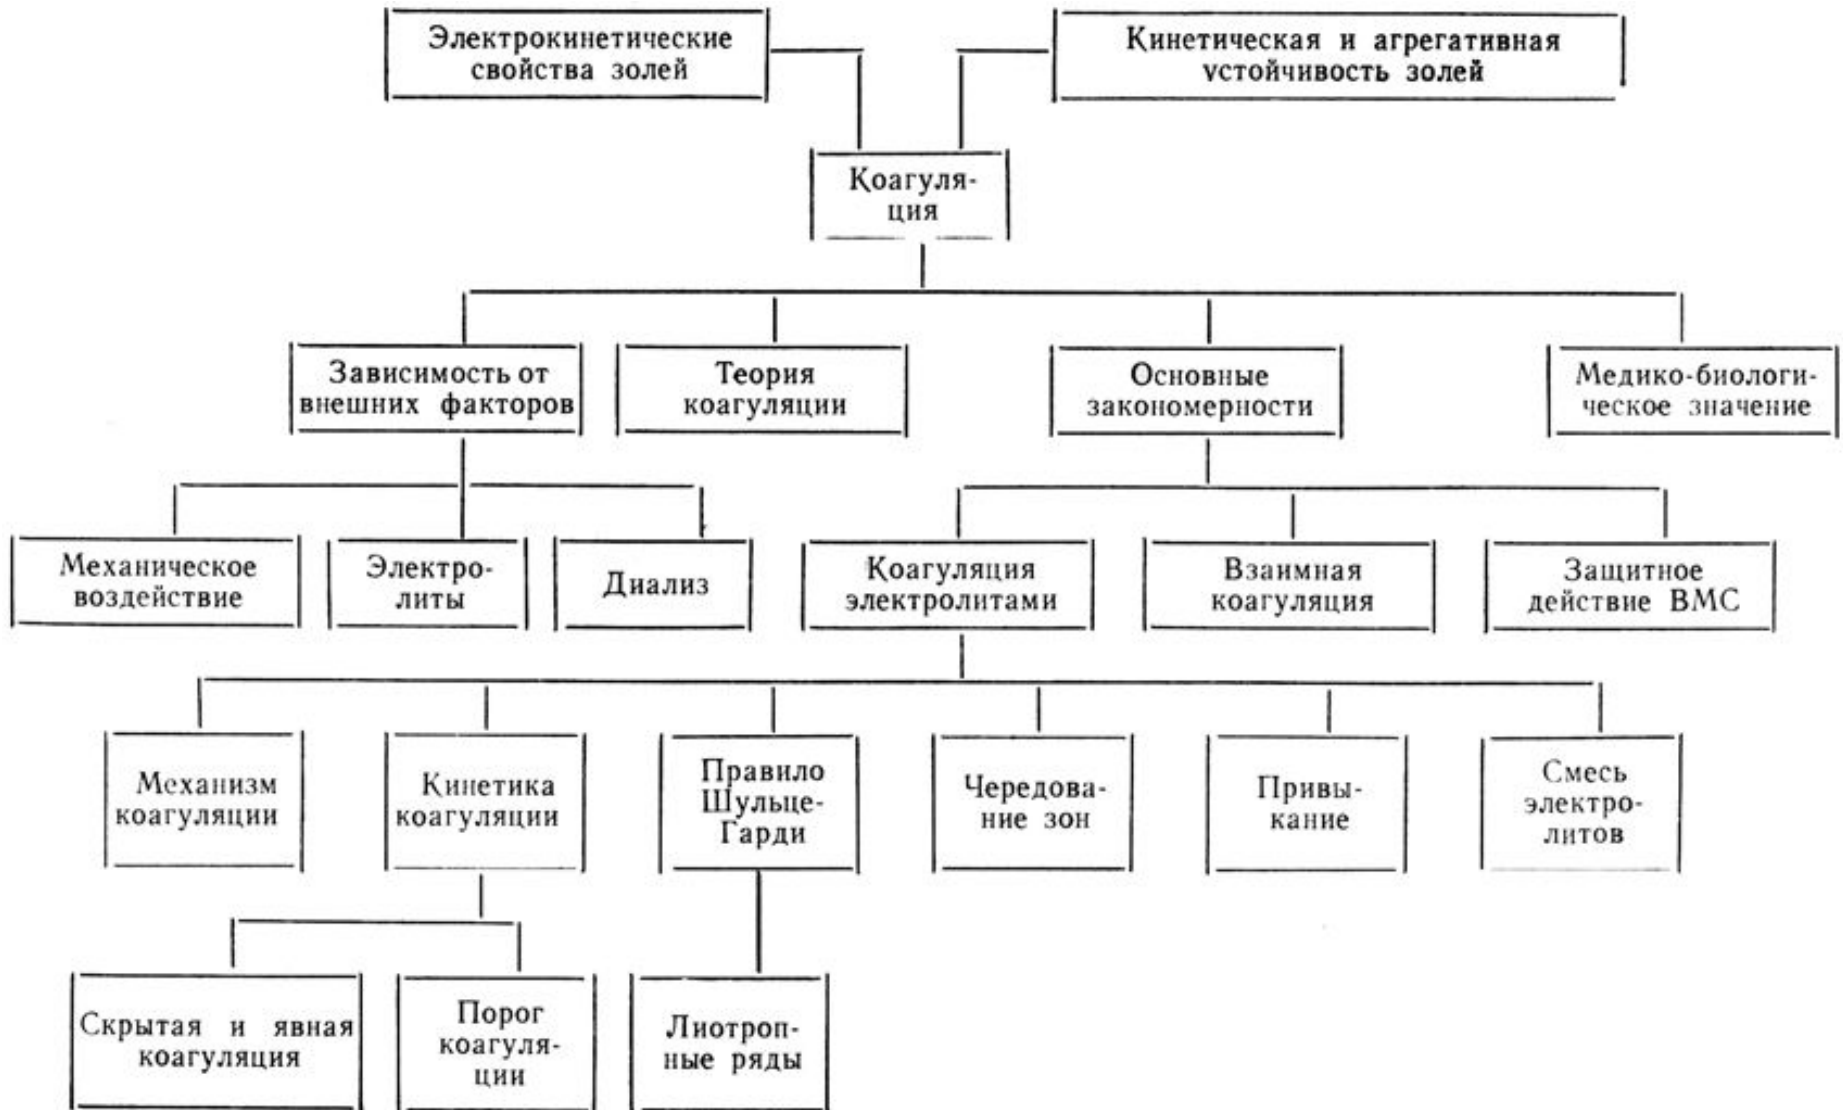 Электрокинетические
свойства золей
Кинетическая и агрегативная
устойчивость золей
Коагуля-
ция
Зависимость от
внешних факторов
Теория
коагуляции
Основные
закономерности
Медико-биологи-
ческое значение
Механическое
воздействие
Электро-
литы
Диализ
Коагуляция
электролитами
Взаимная
коагуляция
Защитное
действие ВМС
Механизм
коагуляции
Кинетика
коагуляции
Правило
Шульце-
Гарди
Чередова-
ние зон
Привы-
кание
Смесь
электро-
литов
Скрытая и явная
коагуляция
Порог
коагуля-
ции
Лиотроп-
ные ряды